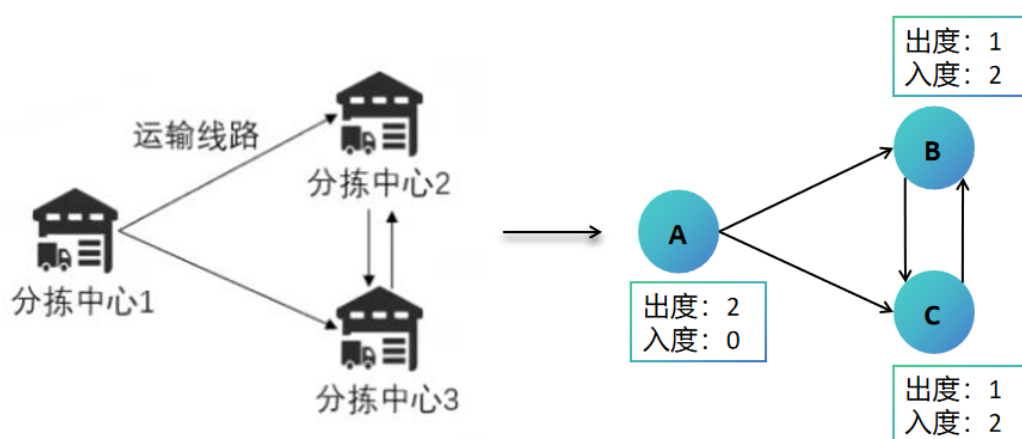 运输线路
分拣中心2
分拣中心1
分拣中心3
出度：1
入度：2
B
A
出度：2
入度：0
C
出度：1
入度：2